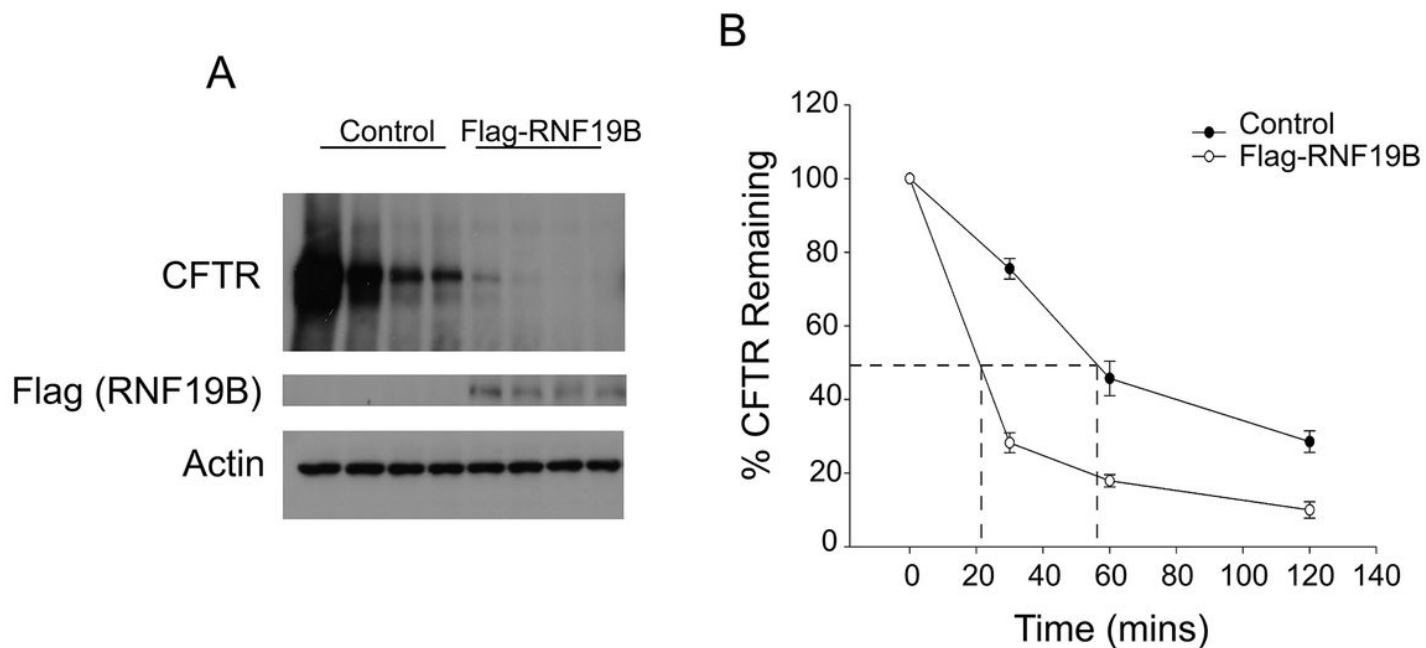 A
Control Flag-RNF19B
CFTR
Flag (RNF19B)
Actin
B
Control
Flag-RNF19B
120
100
80
60
40
20
0
% CFTR Remaining
0 20 40 60 80 100 120 140
Time (mins)